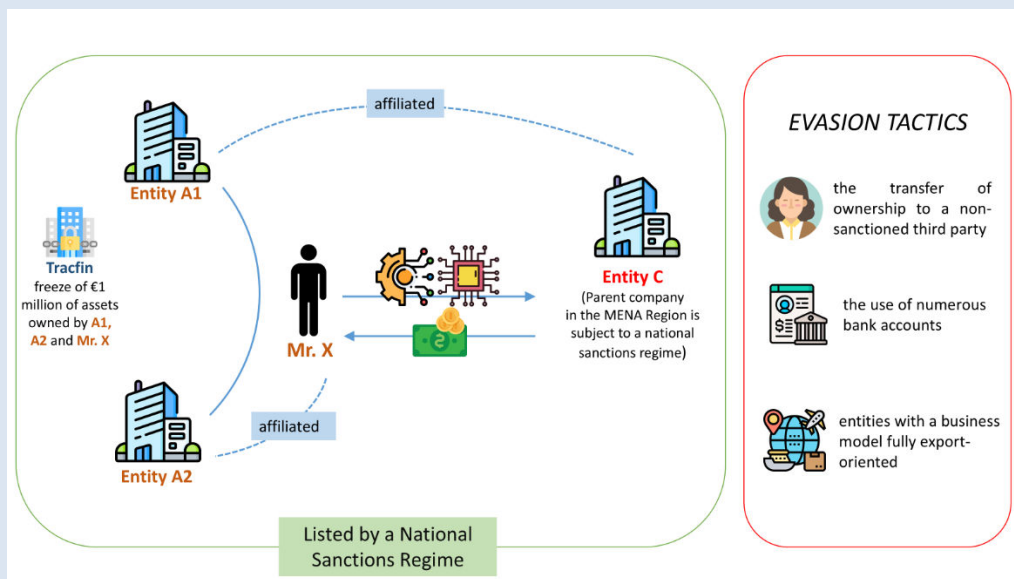 affiliated
Entity A1
Tracfin
freeze of €1
million of assets
owned by A1,
A2 and Mr. X
Mr. X
Entity C
(Parent company
in the MENA Region is
subject to a national
sanctions regime)
affiliated
Entity A2
Listed by a National
Sanctions Regime
EVASION TACTICS
the transfer of
ownership to a non-
sanctioned third party
the use of numerous
bank accounts
entities with a business
model fully export-
oriented